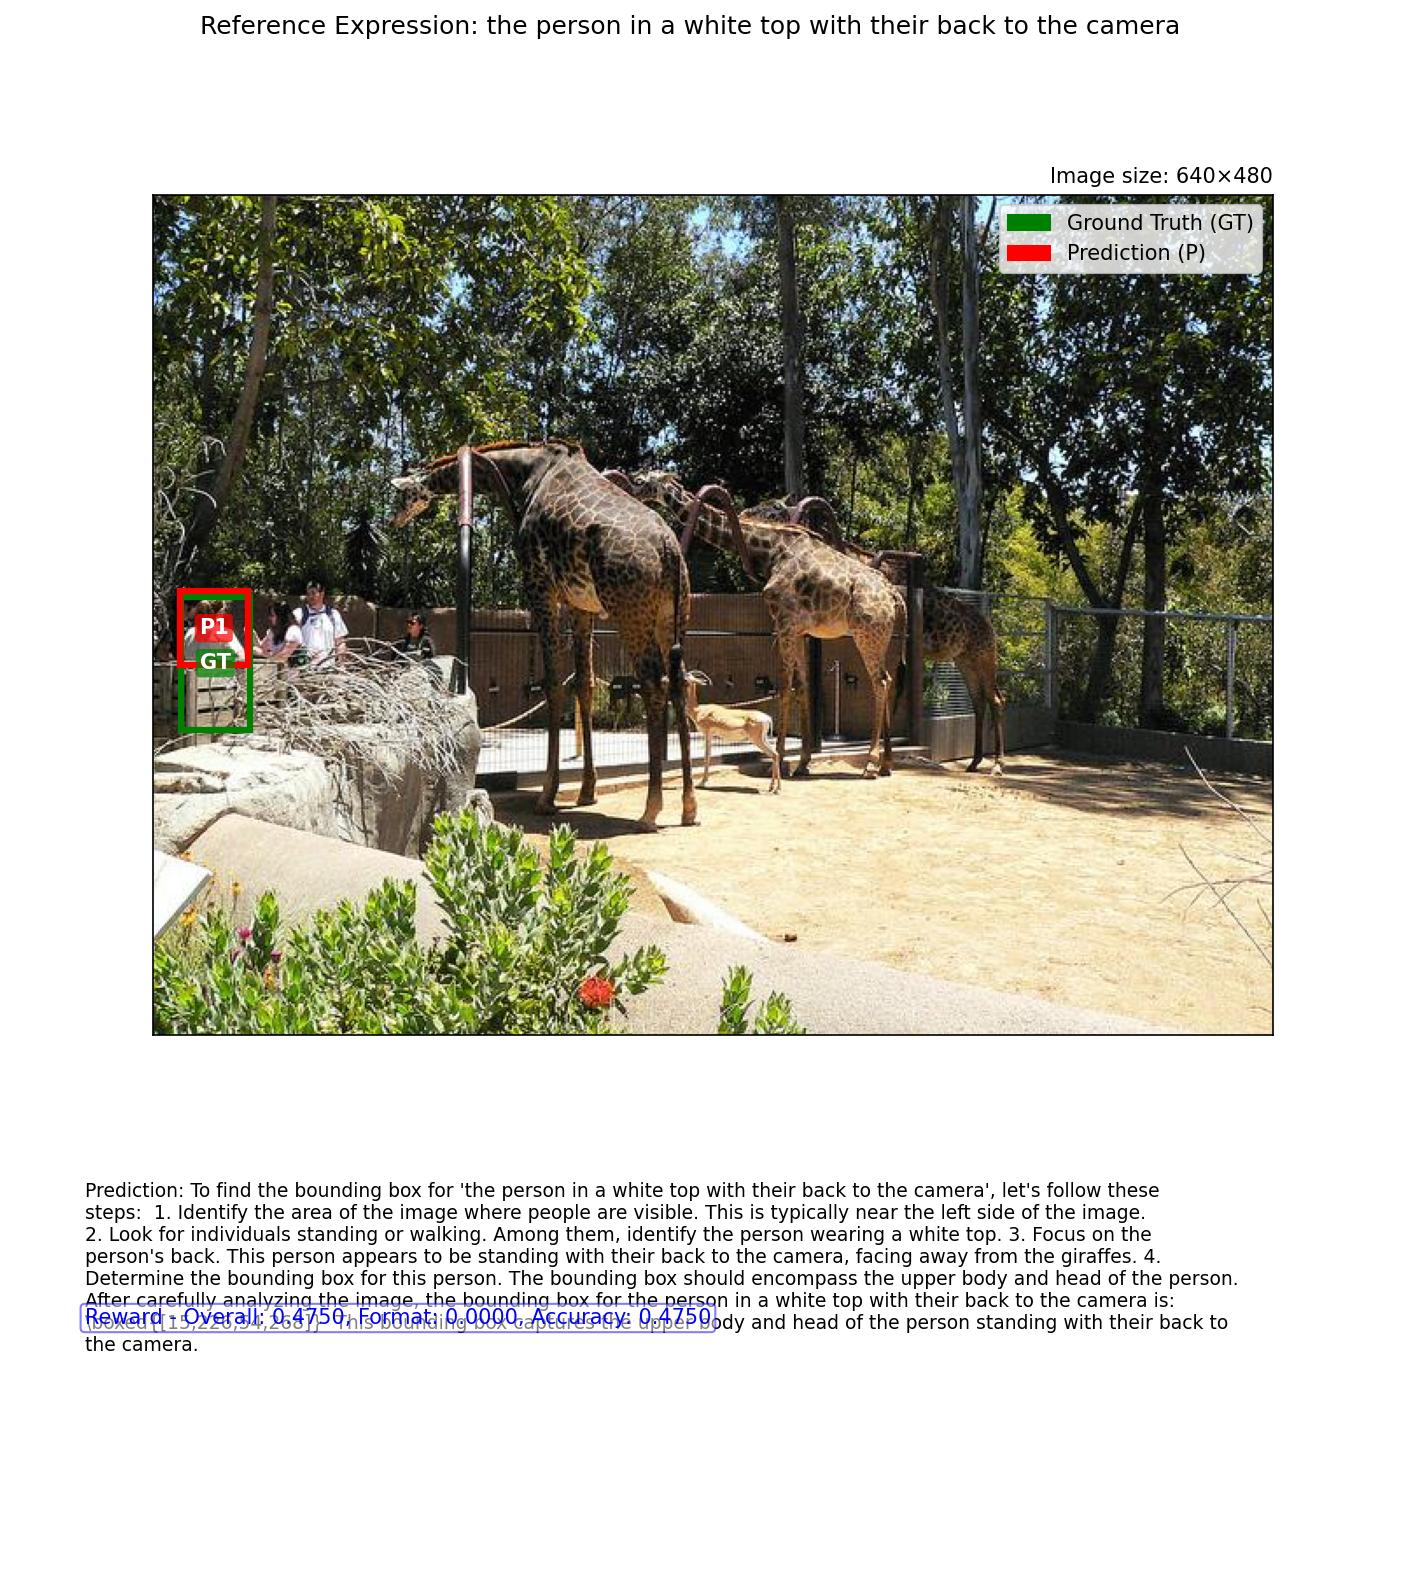 Reference Expression: the person in a white top with their back to the camera
Image size: 640×480
Ground Truth (GT)
Prediction (P)
P1
GT
Prediction: To find the bounding box for 'the person in a white top with their back to the camera', let's follow these
steps:  1. Identify the area of the image where people are visible. This is typically near the left side of the image.
2. Look for individuals standing or walking. Among them, identify the person wearing a white top. 3. Focus on the
person's back. This person appears to be standing with their back to the camera, facing away from the giraffes. 4.
Determine the bounding box for this person. The bounding box should encompass the upper body and head of the person.
After carefully analyzing the image, the bounding box for the person in a white top with their back to the camera is:
Reward - Overall: 0.4750, Format: 0.0000, Accuracy: 0.4750
This bounding box captures the upper body and head of the person standing with their back to
the camera.